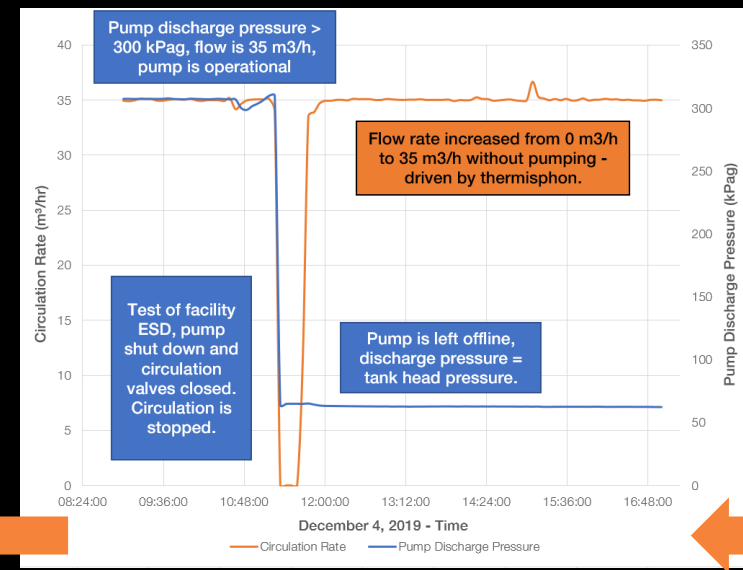 Pump discharge pressure >
300 kPag, flow is 35 m3/h,
pump is operational
40
35
30
25
20
15
10
5
0
Circulation Rate (m³/hr)
350
300
250
200
150
100
50
0
Pump Discharge Pressure (kPag)
Flow rate increased from 0 m3/h
to 35 m3/h without pumping -
driven by thermisphon.
Test of facility
ESD, pump
shut down and
circulation
valves closed.
Circulation is
stopped.
Pump is left offline,
discharge pressure =
tank head pressure.
08:24:00 09:36:00 10:48:00 12:00:00 13:12:00 14:24:00 15:36:00 16:48:00
December 4, 2019 - Time
Circulation Rate Pump Discharge Pressure